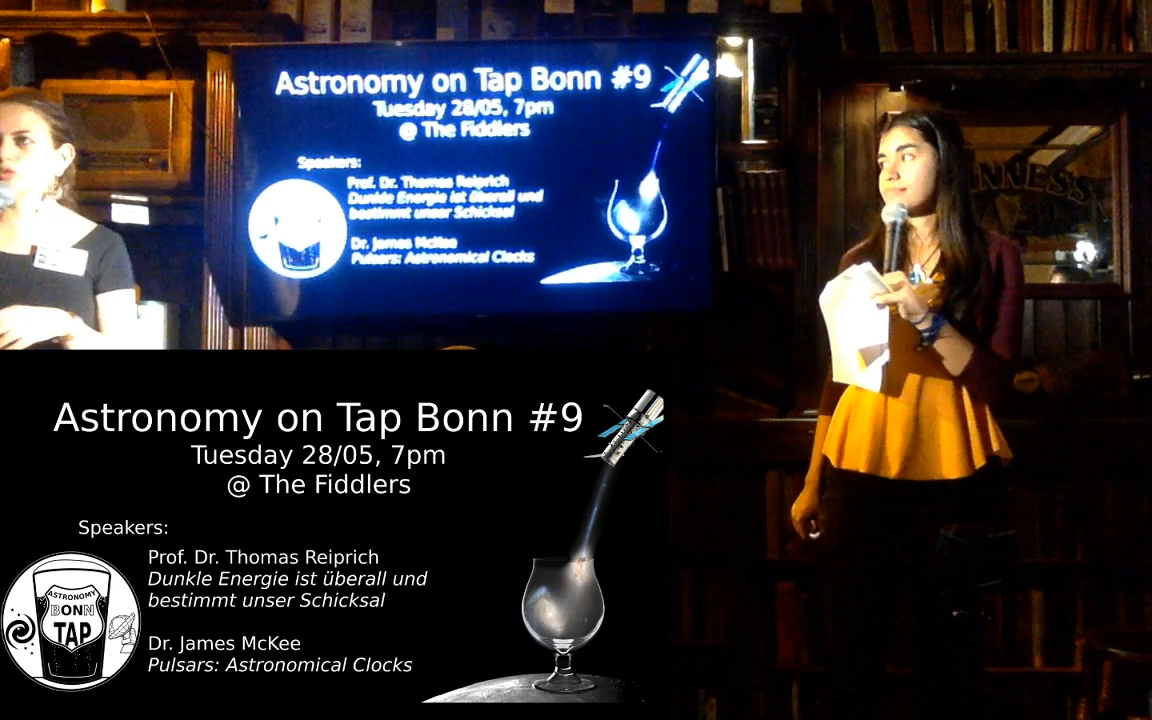 Astronomy on Tap Bonn #9
Tuesday 28/05, 7pm
@ The Fiddlers
Speakers:
Prof. Dr. Thomas Reiprich
Dunkle Energie ist überall und
bestimmt unser Schicksal
Dr. James McKee
Pulsars: Astronomical Clocks
Astronomy on Tap Bonn #9
Tuesday 28/05, 7pm
@ The Fiddlers
Speakers:
Prof. Dr. Thomas Reiprich
Dunkle Energie ist überall und
bestimmt unser Schicksal
Dr. James McKee
Pulsars: Astronomical Clocks
ASTRONOMY
BONN
TAP